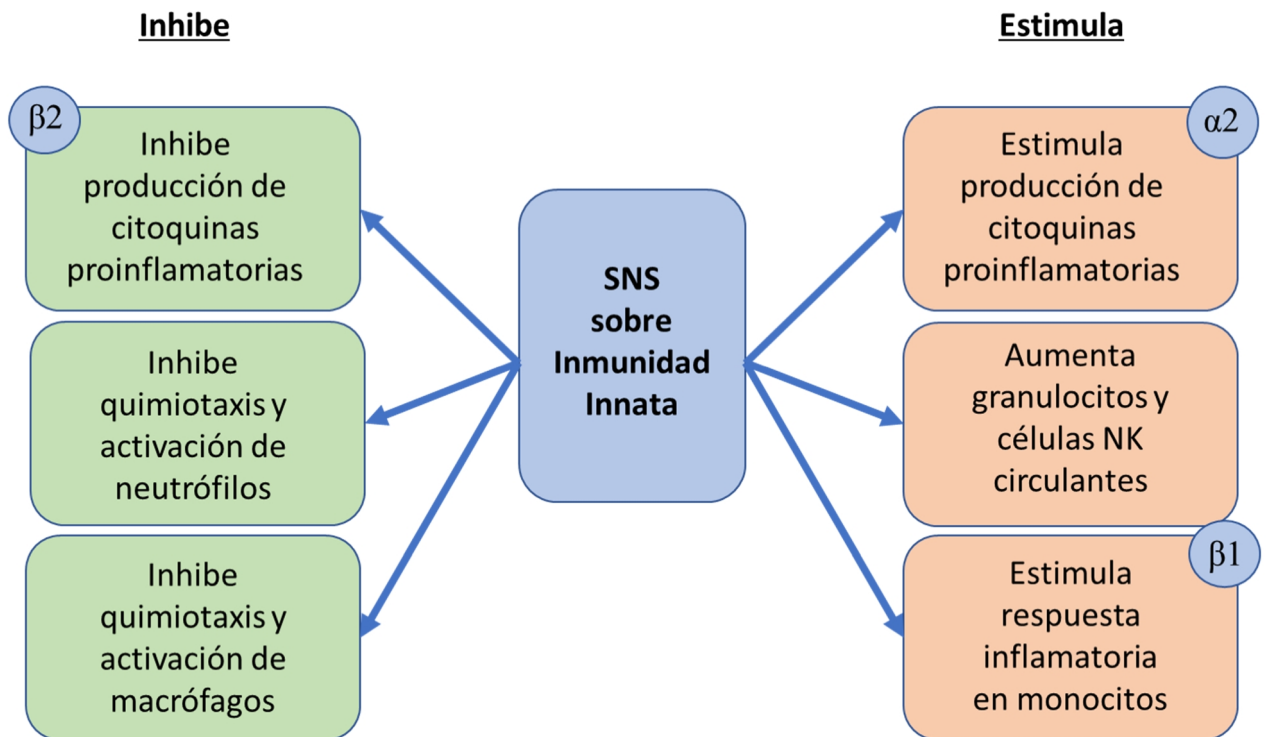 Inhibe
Estimula
β2
Inhibe
producción de
citoquinas
proinflamatorias
Inhibe
quimiotaxis y
activación de
neutrófilos
Inhibe
quimiotaxis y
activación de
macrófagos
SNS
sobre
Inmunidad
Innata
α2
Estimula
producción de
citoquinas
proinflamatorias
Aumenta
granulocitos y
células NK
circulantes
β1
Estimula
respuesta
inflamatoria
en monocitos